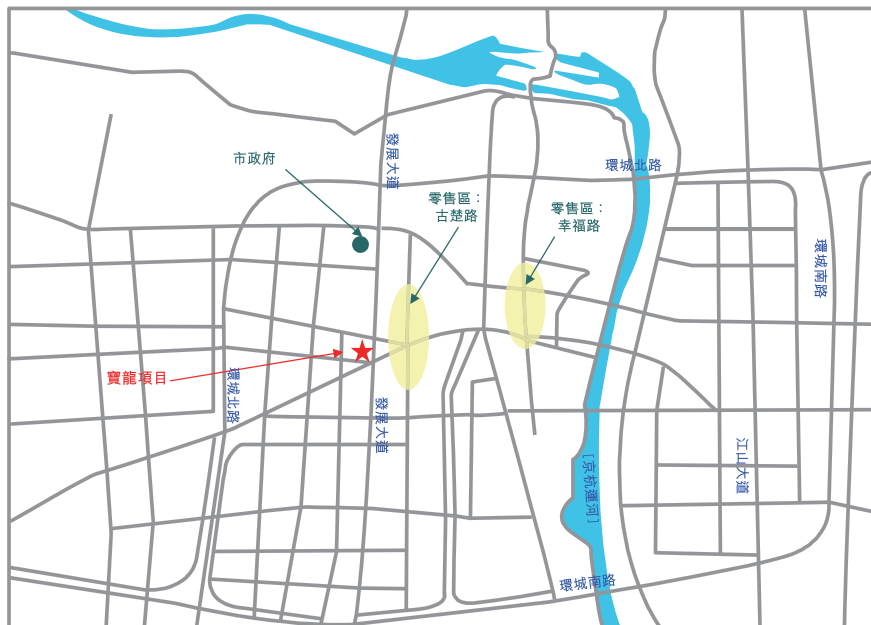 發展大道
市政府
環城北路
零售區：
古楚路
零售區：
幸福路
環城南路
寶龍項目
環城北路
發展大道
江山大道
[京杭運河]
環城南路